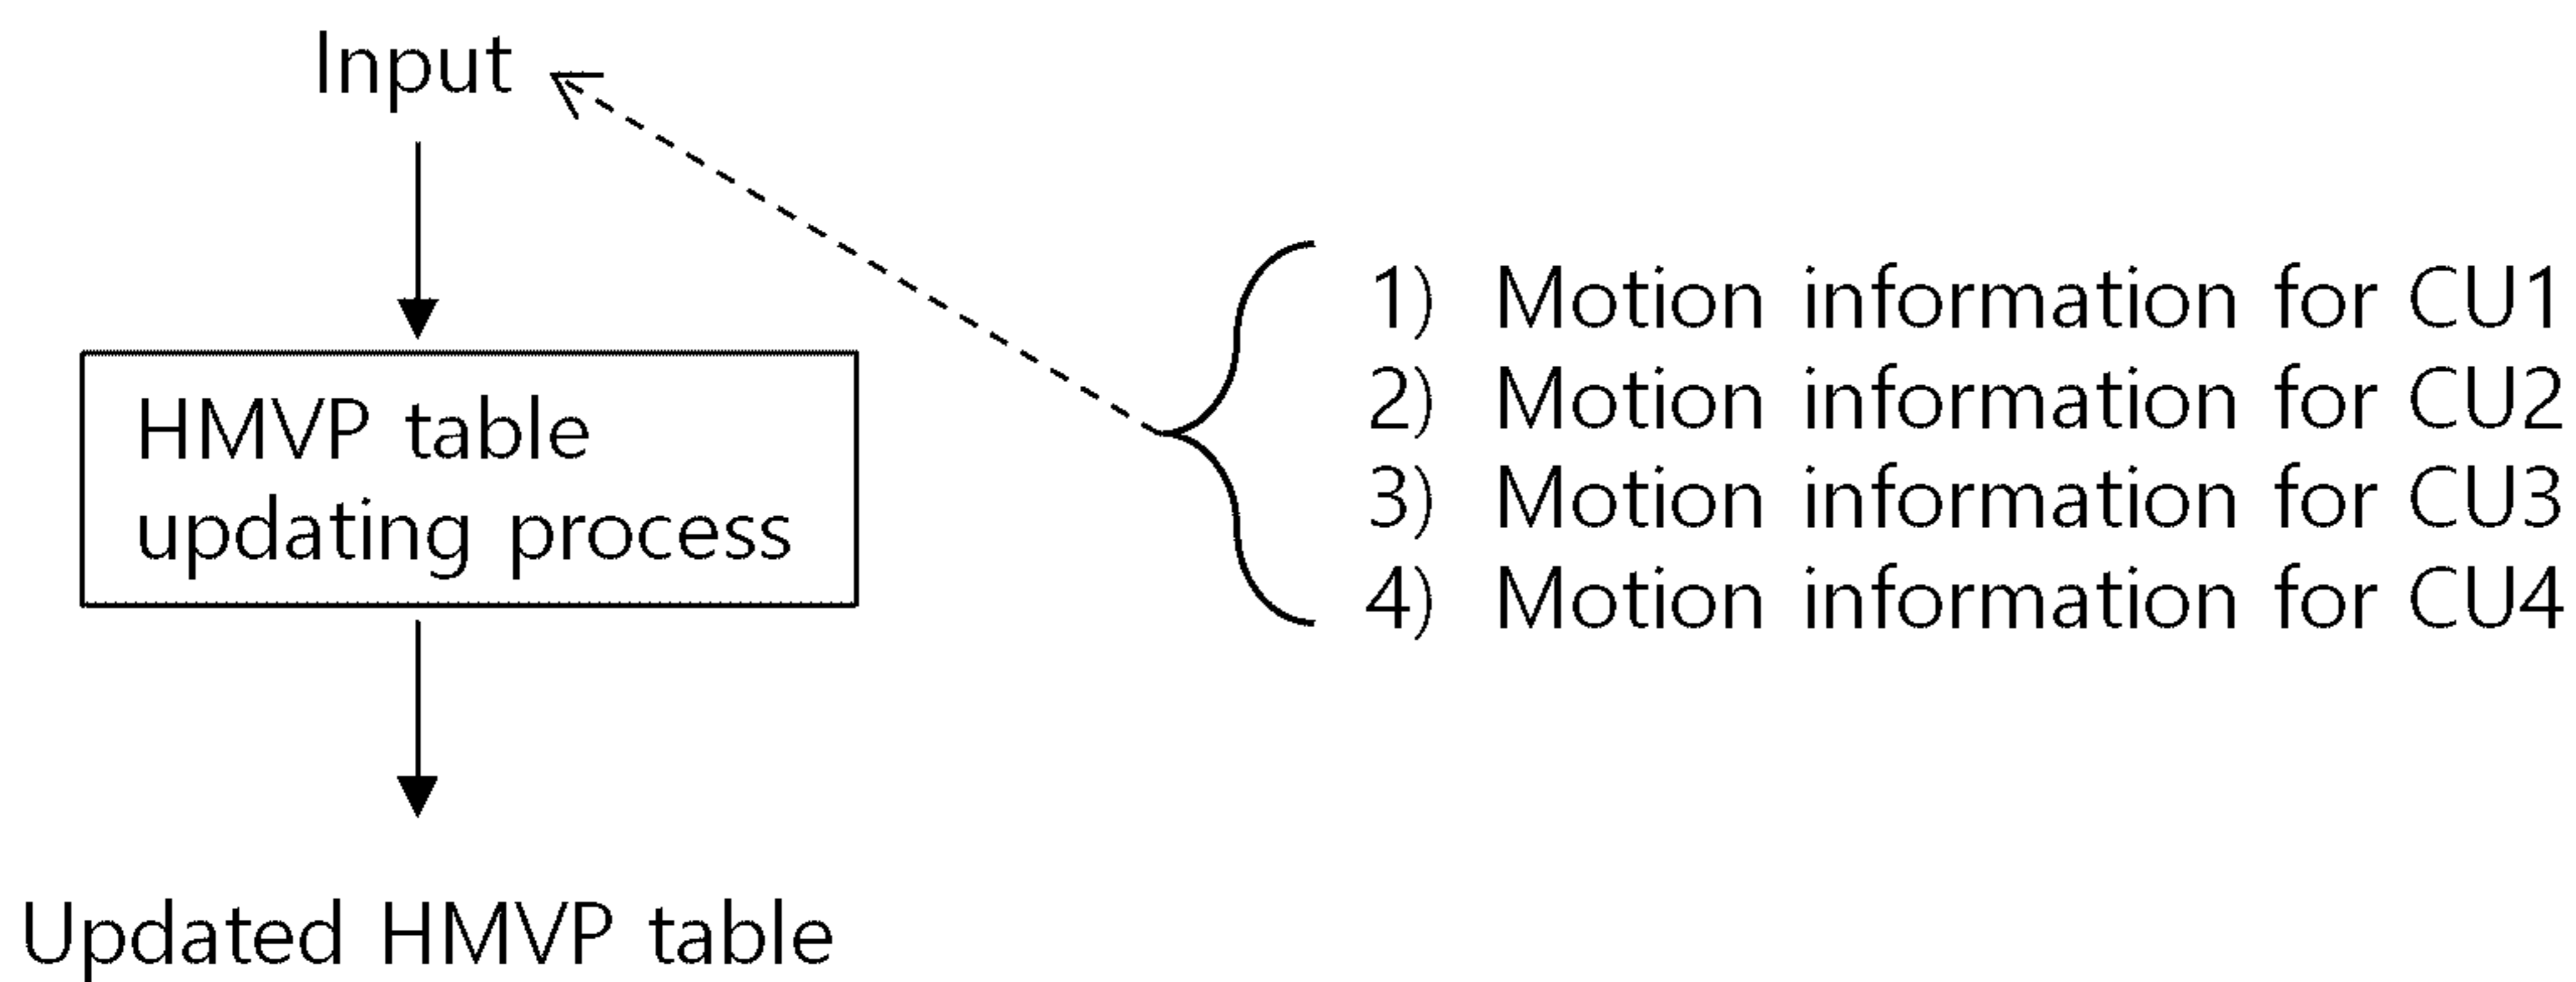 Input
HMVP table
updating process
Updated HMVP table
1) Motion information for CU1
2) Motion information for CU2
3) Motion information for CU3
4) Motion information for CU4